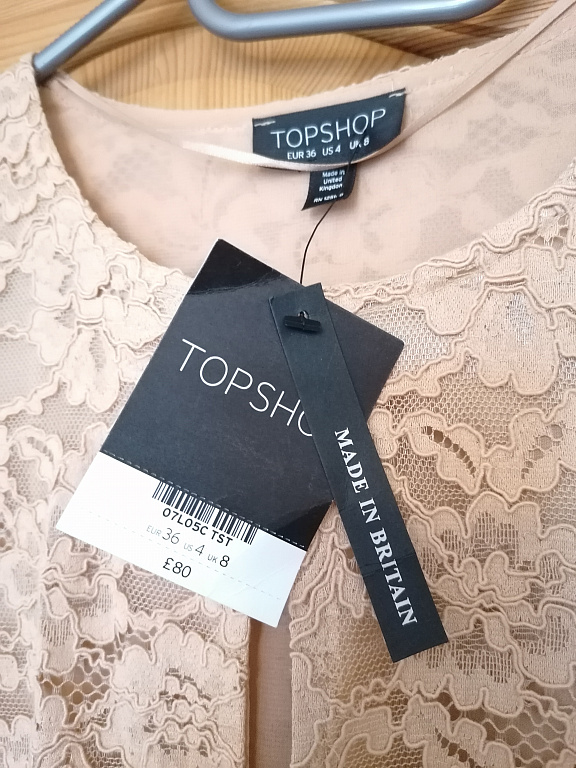 TOPSHOP
EUR 36 US 4 UK 8
Made in
United
Kingdom
TOPSHO
07L05C TST
EUR 36 US 4 UK 8
£80
MADE IN BRITAIN